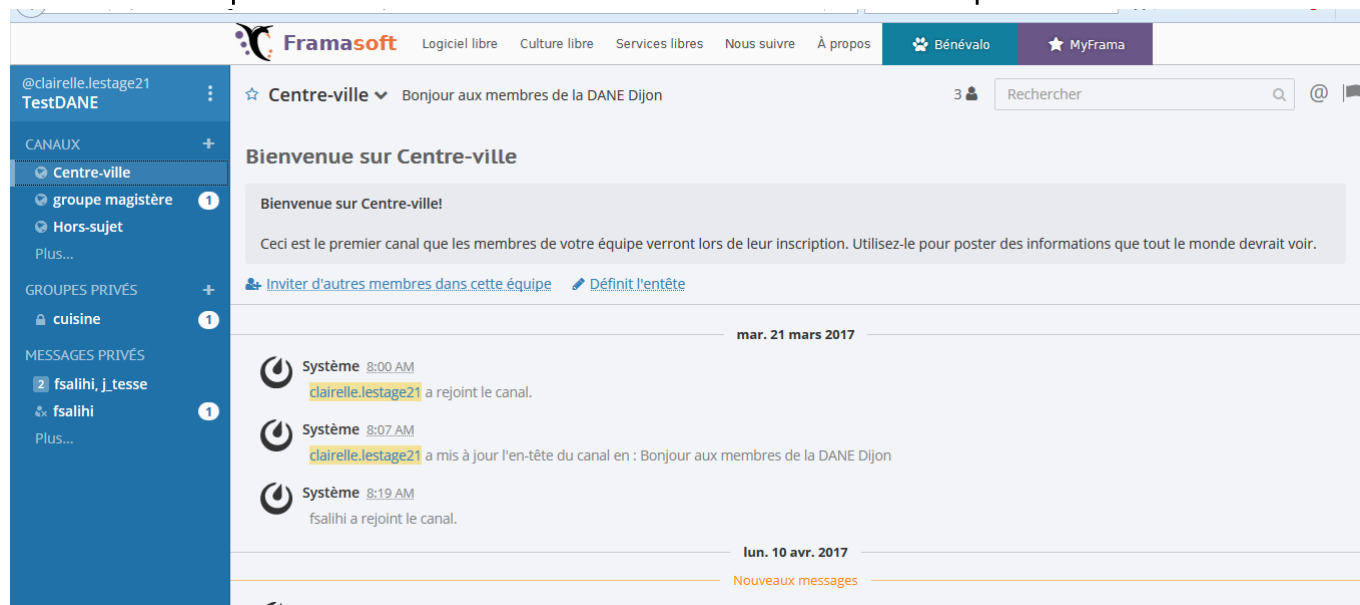 Framasoft Logiciel libre Culture libre Services libres Nous suivre À propos Bénévalo MyFrama
@clairelle.lestage21
TestDANE
CANAUX +
Centre-ville
groupe magistère 1
Hors-sujet
Plus...
GROUPES PRIVÉS +
cuisine 1
MESSAGES PRIVÉS
2 fsalihi, j_tesse
fsalihi 1
Plus...
Centre-ville Bonjour aux membres de la DANE Dijon 3 Rechercher @
Bienvenue sur Centre-ville
Bienvenue sur Centre-ville!
Ceci est le premier canal que les membres de votre équipe verront lors de leur inscription. Utilisez-le pour poster des informations que tout le monde devrait voir.
Inviter d'autres membres dans cette équipe Définit l'entête
mar. 21 mars 2017
Système 8:00 AM
clairelle.lestage21 a rejoint le canal.
Système 8:07 AM
clairelle.lestage21 a mis à jour l'en-tête du canal en : Bonjour aux membres de la DANE Dijon
Système 8:19 AM
fsalihi a rejoint le canal.
lun. 10 avr. 2017
Nouveaux messages